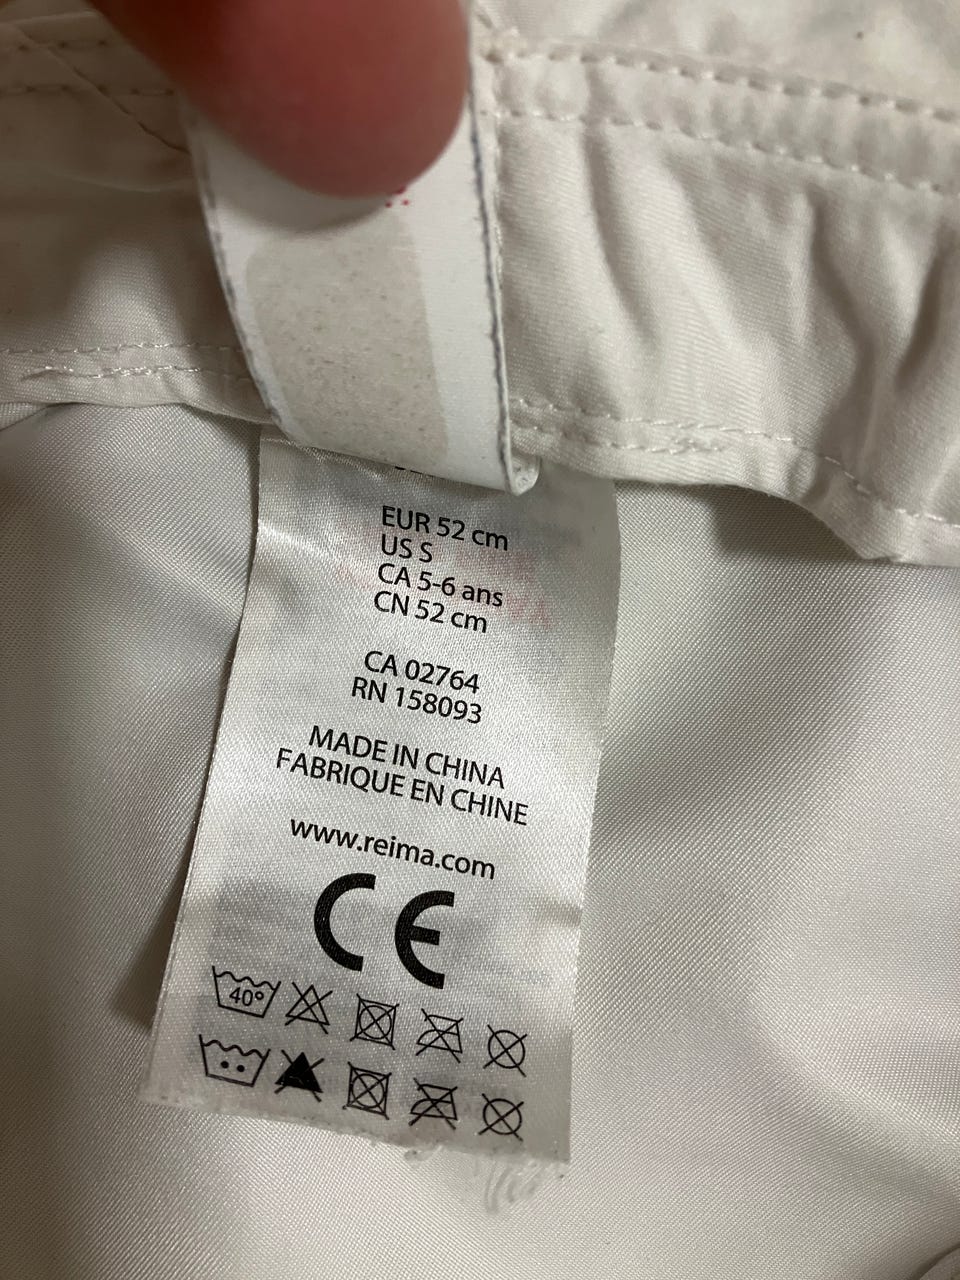 EUR 52 cm
US S
CA 5-6 ans
CN 52 cm
CA 02764
RN 158093
MADE IN CHINA
FABRIQUE EN CHINE
www.reima.com
CE
40°